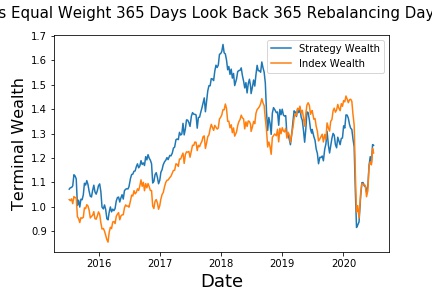 s Equal Weight 365 Days Look Back 365 Rebalancing Day
1.7
1.6
1.5
1.4
1.3
1.2
1.1
1.0
0.9
Terminal Wealth
Strategy Wealth
Index Wealth
2016 2017 2018 2019 2020
Date